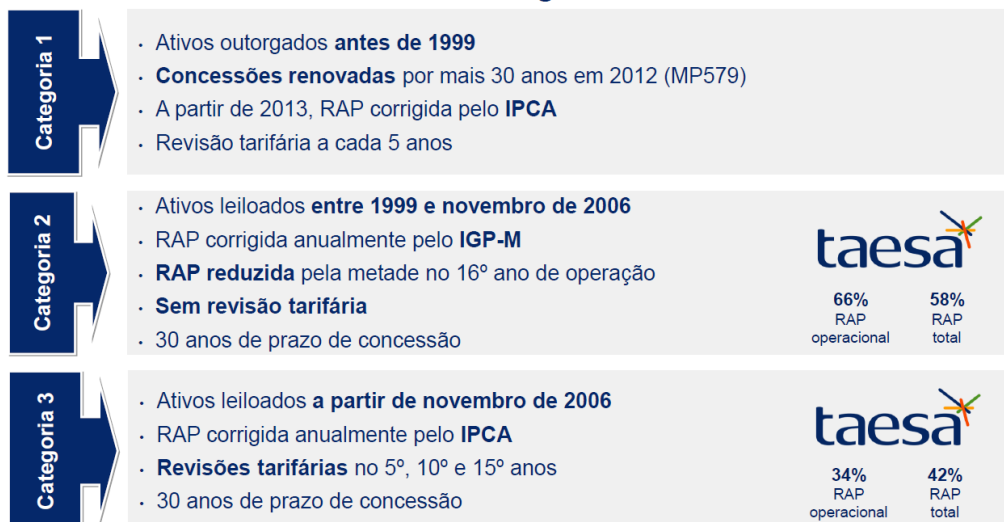 Categoria 1
· Ativos outorgados antes de 1999
· Concessões renovadas por mais 30 anos em 2012 (MP579)
· A partir de 2013, RAP corrigida pelo IPCA
· Revisão tarifária a cada 5 anos
Categoria 2
· Ativos leiloados entre 1999 e novembro de 2006
· RAP corrigida anualmente pelo IGP-M
· RAP reduzida pela metade no 16º ano de operação
· Sem revisão tarifária
· 30 anos de prazo de concessão
taesa
66% 58%
RAP RAP
operacional total
Categoria 3
· Ativos leiloados a partir de novembro de 2006
· RAP corrigida anualmente pelo IPCA
· Revisões tarifárias no 5º, 10º e 15º anos
· 30 anos de prazo de concessão
taesa
34% 42%
RAP RAP
operacional total